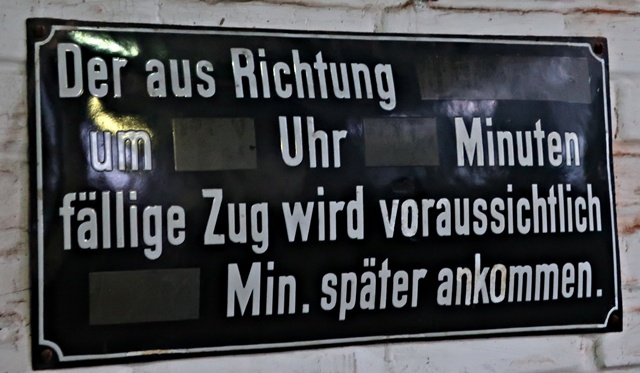 Der aus Richtung
um Uhr Minuten
fällige Zug wird voraussichtlich
Min. später ankommen.